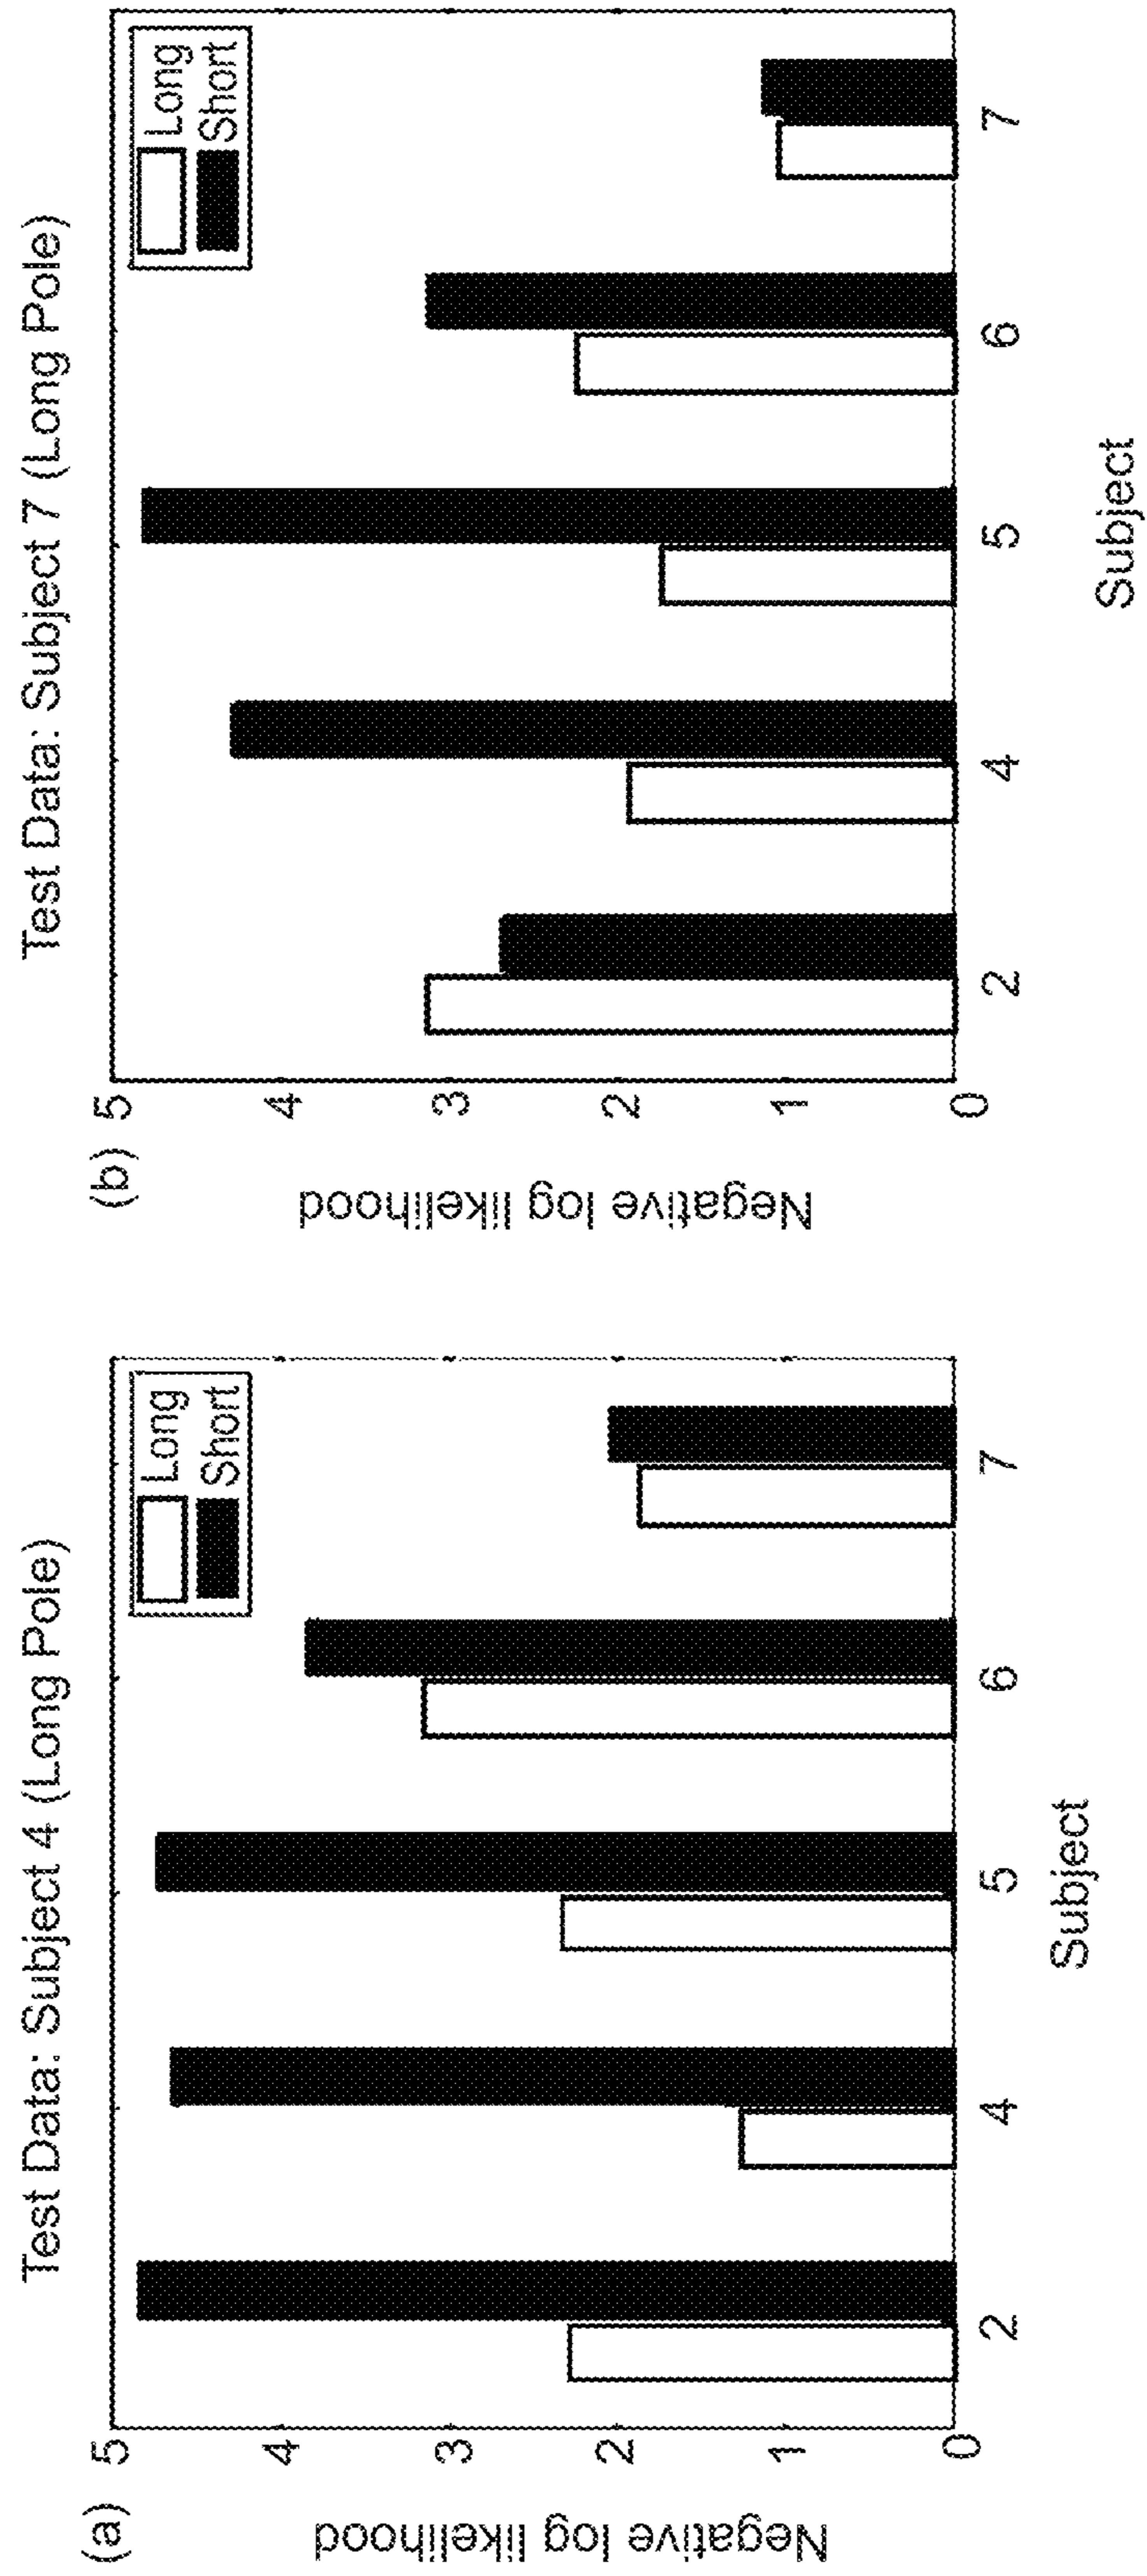 (a)
Test Data: Subject 4 (Long Pole)
Long
Short
Negative log likelihood
5
4
3
2
1
0
2 4 5 6 7
Subject
(b)
Test Data: Subject 7 (Long Pole)
Long
Short
Negative log likelihood
5
4
3
2
1
0
2 4 5 6 7
Subject